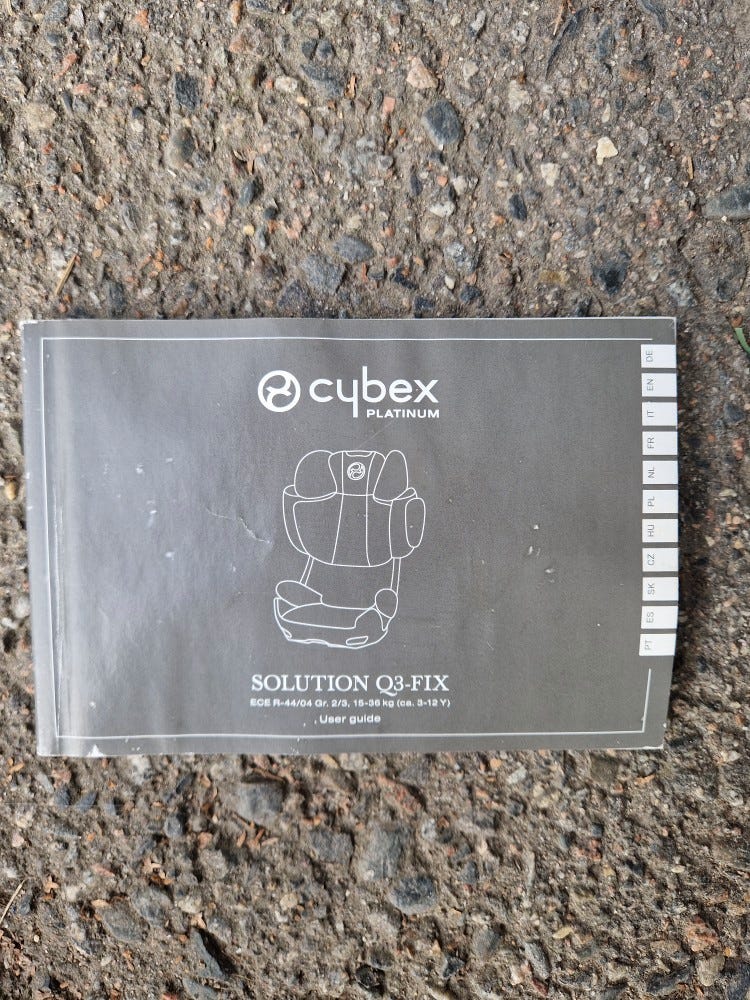 cybex
PLATINUM
SOLUTION Q3-FIX
ECE R-44/04 Gr. 2/3, 15-36 kg (ca. 3-12 Y)
User guide
DE
EN
IT
FR
NL
PL
HU
CZ
SK
ES
PT